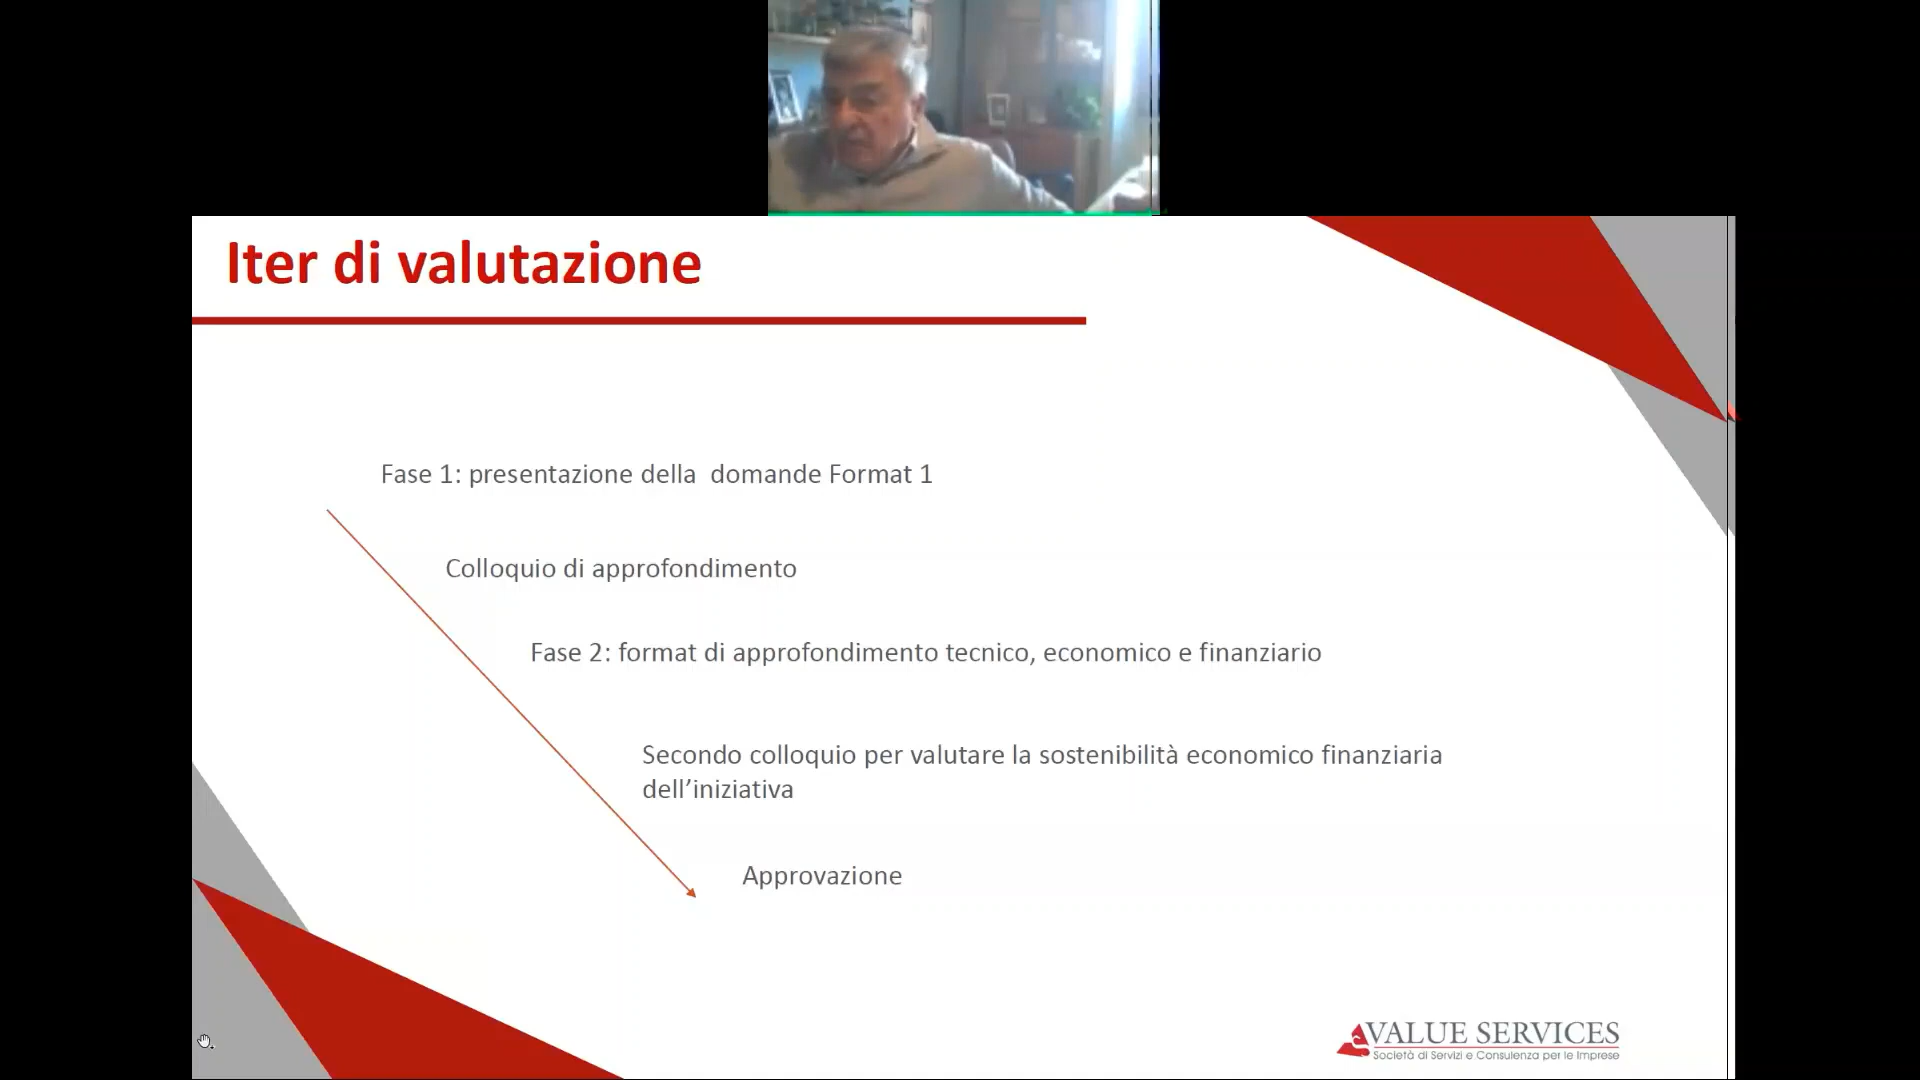 Iter di valutazione
Fase 1: presentazione della domande Format 1
Colloquio di approfondimento
Fase 2: format di approfondimento tecnico, economico e finanziario
Secondo colloquio per valutare la sostenibilità economico finanziaria
dell’iniziativa
Approvazione
VALUE SERVICES
Società di Servizi e Consulenza per le Imprese